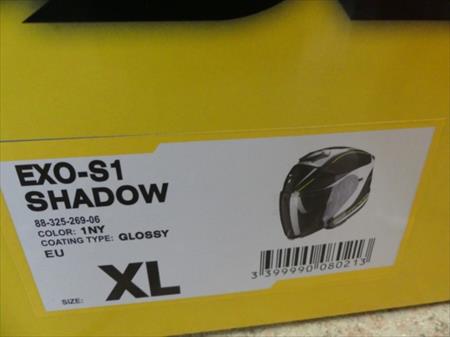 EXO-S1
SHADOW
88-325-269-06
COLOR: 1NY
COATING TYPE: GLOSSY
EU
SIZE: XL
3 399990 080213